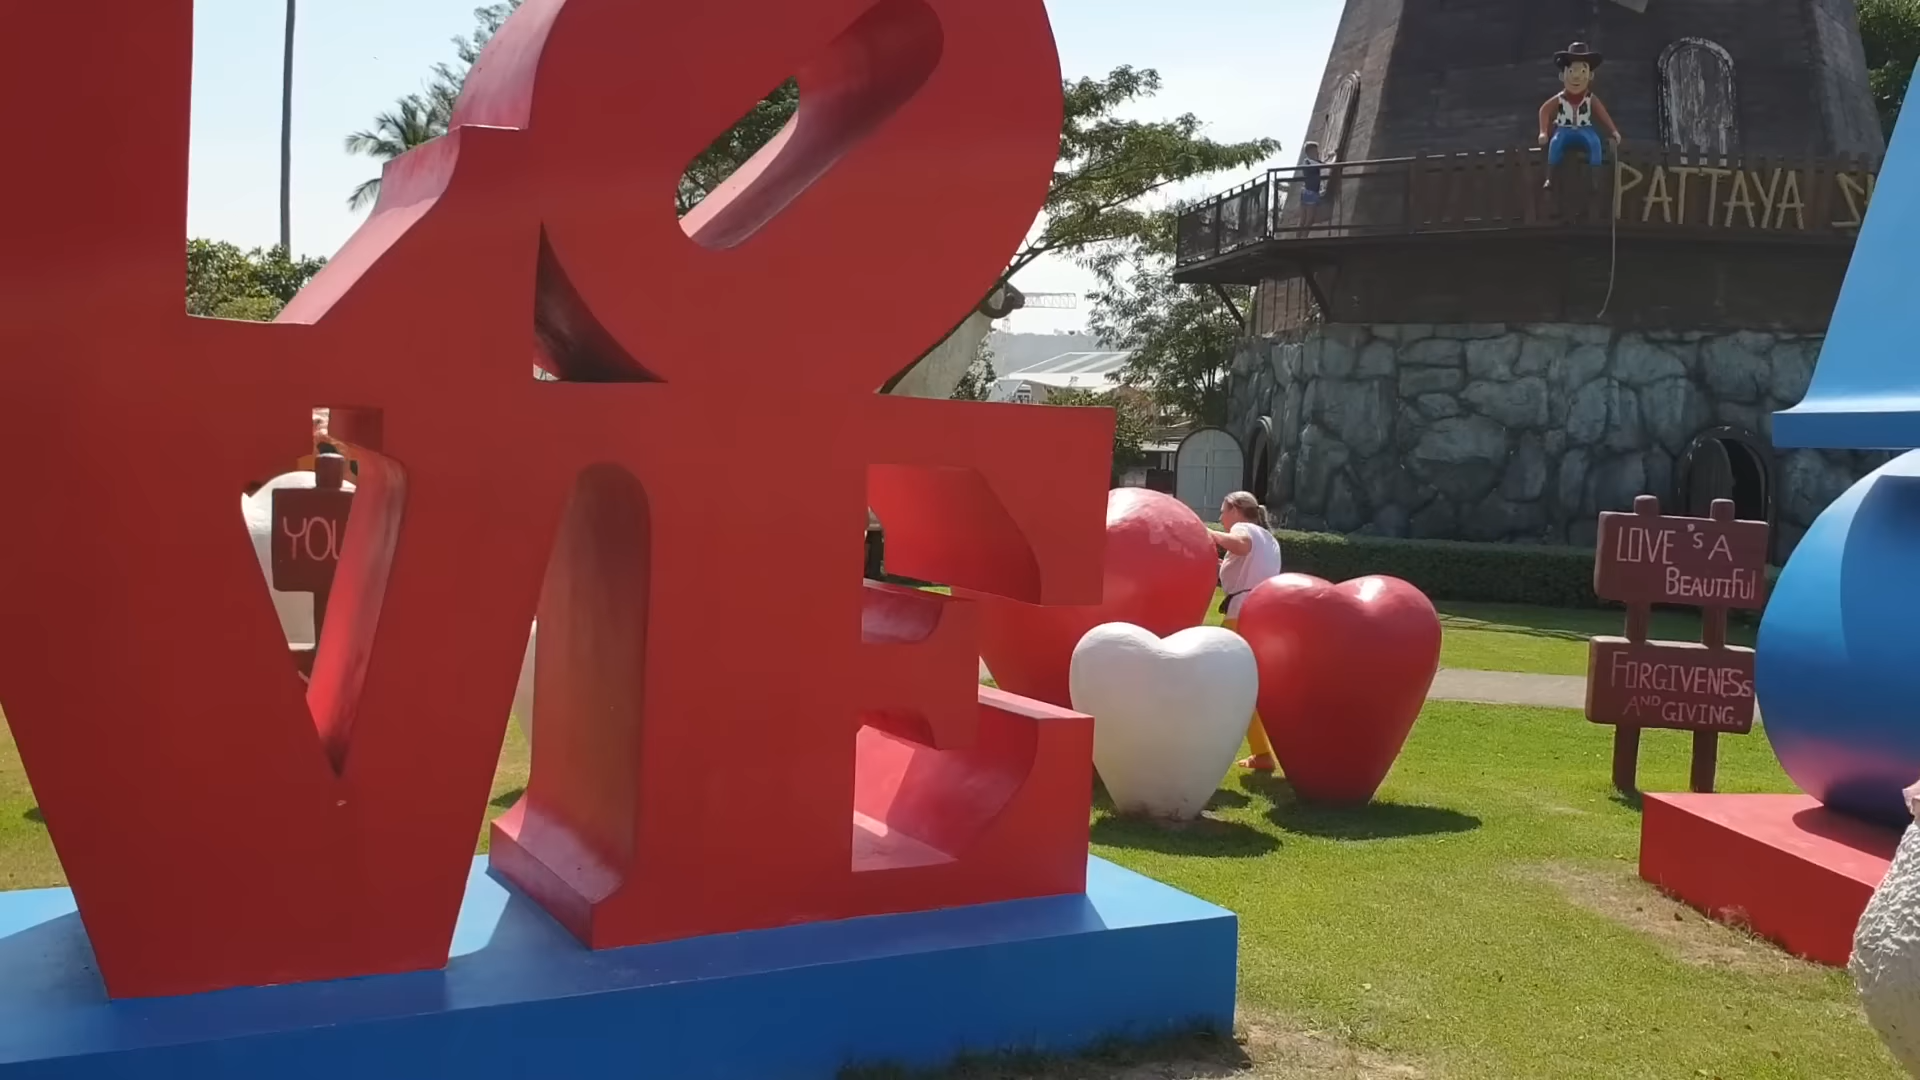 LOVE
PATTAYA
YOU
LOVE'S A
BEAUTIFUL
FORGIVENESS
AND GIVING.